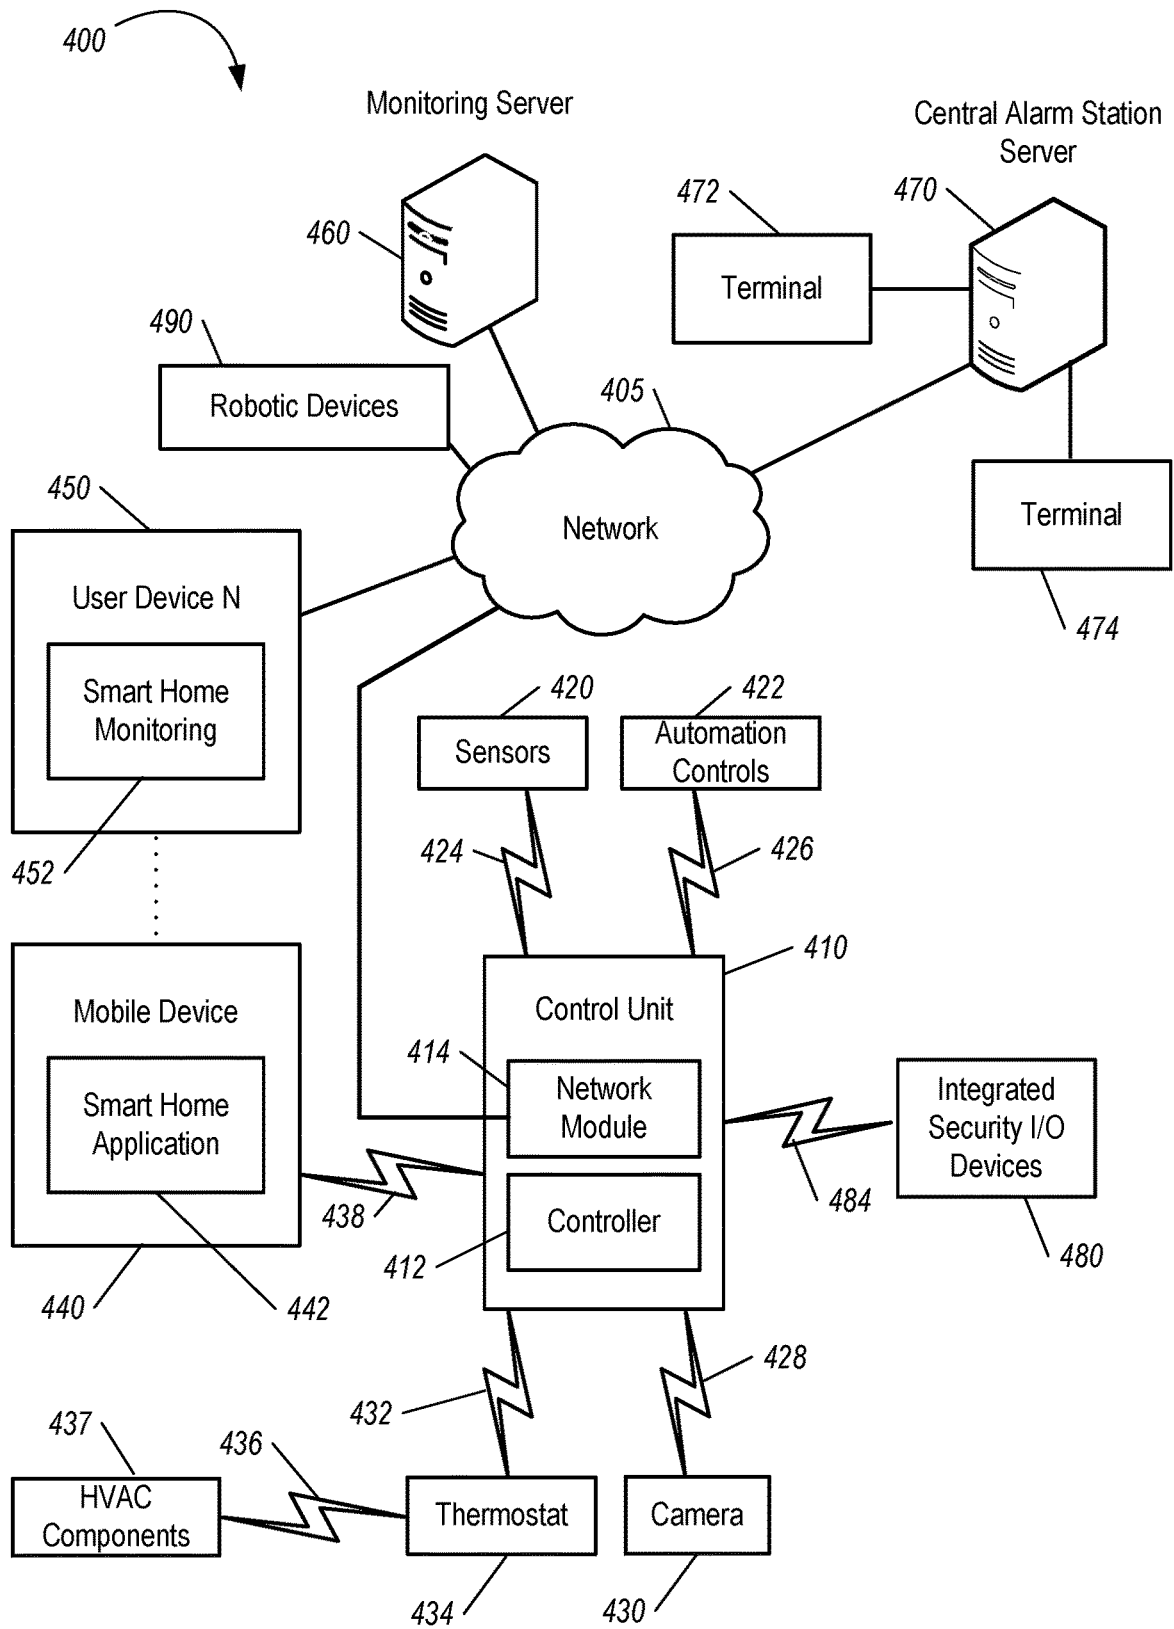 400
Monitoring Server
Central Alarm Station
Server
460
472
470
Terminal
490
Robotic Devices
405
Network
Terminal
474
450
User Device N
Smart Home
Monitoring
452
420
Sensors
422
Automation
Controls
424
426
410
Control Unit
414
Network
Module
Mobile Device
Smart Home
Application
438
Controller
412
Integrated
Security I/O
Devices
484
480
440
442
432
428
437
436
HVAC
Components
Thermostat
Camera
434
430